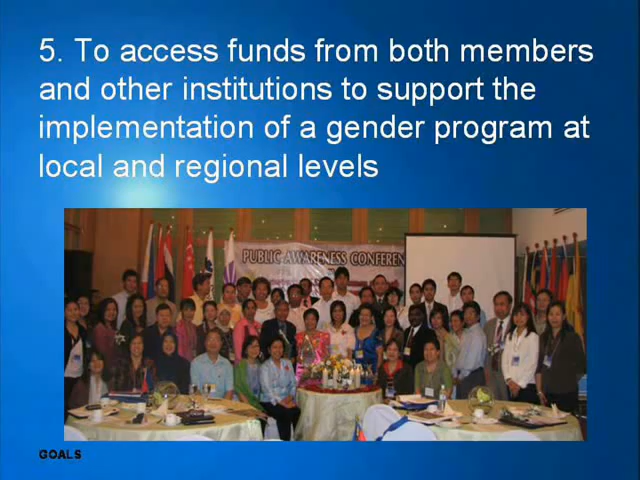 5. To access funds from both members
and other institutions to support the
implementation of a gender program at
local and regional levels
PUBLIC AWARENESS CONFEREN
GOALS